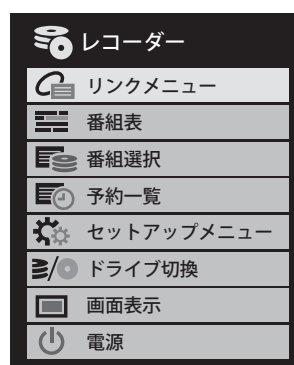 レコーダー
リンクメニュー
番組表
番組選択
予約一覧
セットアップメニュー
ドライブ切換
画面表示
電源